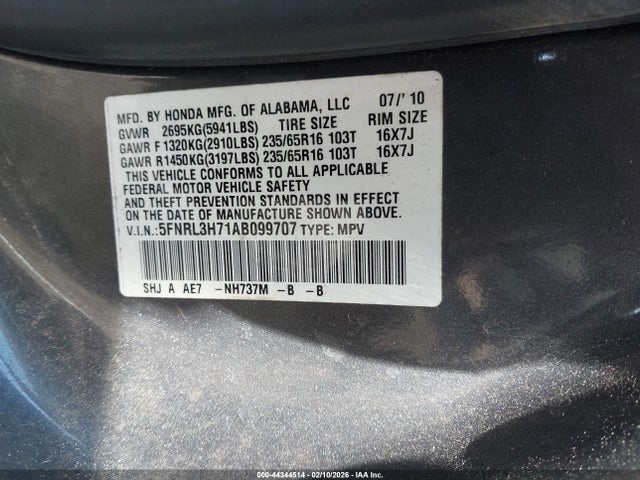 MFD. BY HONDA MFG. OF ALABAMA, LLC 07/'10
GVWR 2695KG(5941LBS) TIRE SIZE RIM SIZE
GAWR F 1320KG(2910LBS) 235/65R16 103T 16X7J
GAWR R1450KG(3197LBS) 235/65R16 103T 16X7J
THIS VEHICLE CONFORMS TO ALL APPLICABLE
FEDERAL MOTOR VEHICLE SAFETY
AND THEFT PREVENTION STANDARDS IN EFFECT
ON THE DATE OF MANUFACTURE SHOWN ABOVE.
V.I.N.:5FNRL3H71AB099707 TYPE: MPV
SHJ A AE7 -NH737M -B -B
000-44344514 - 02/10/2026 - IAAI.com